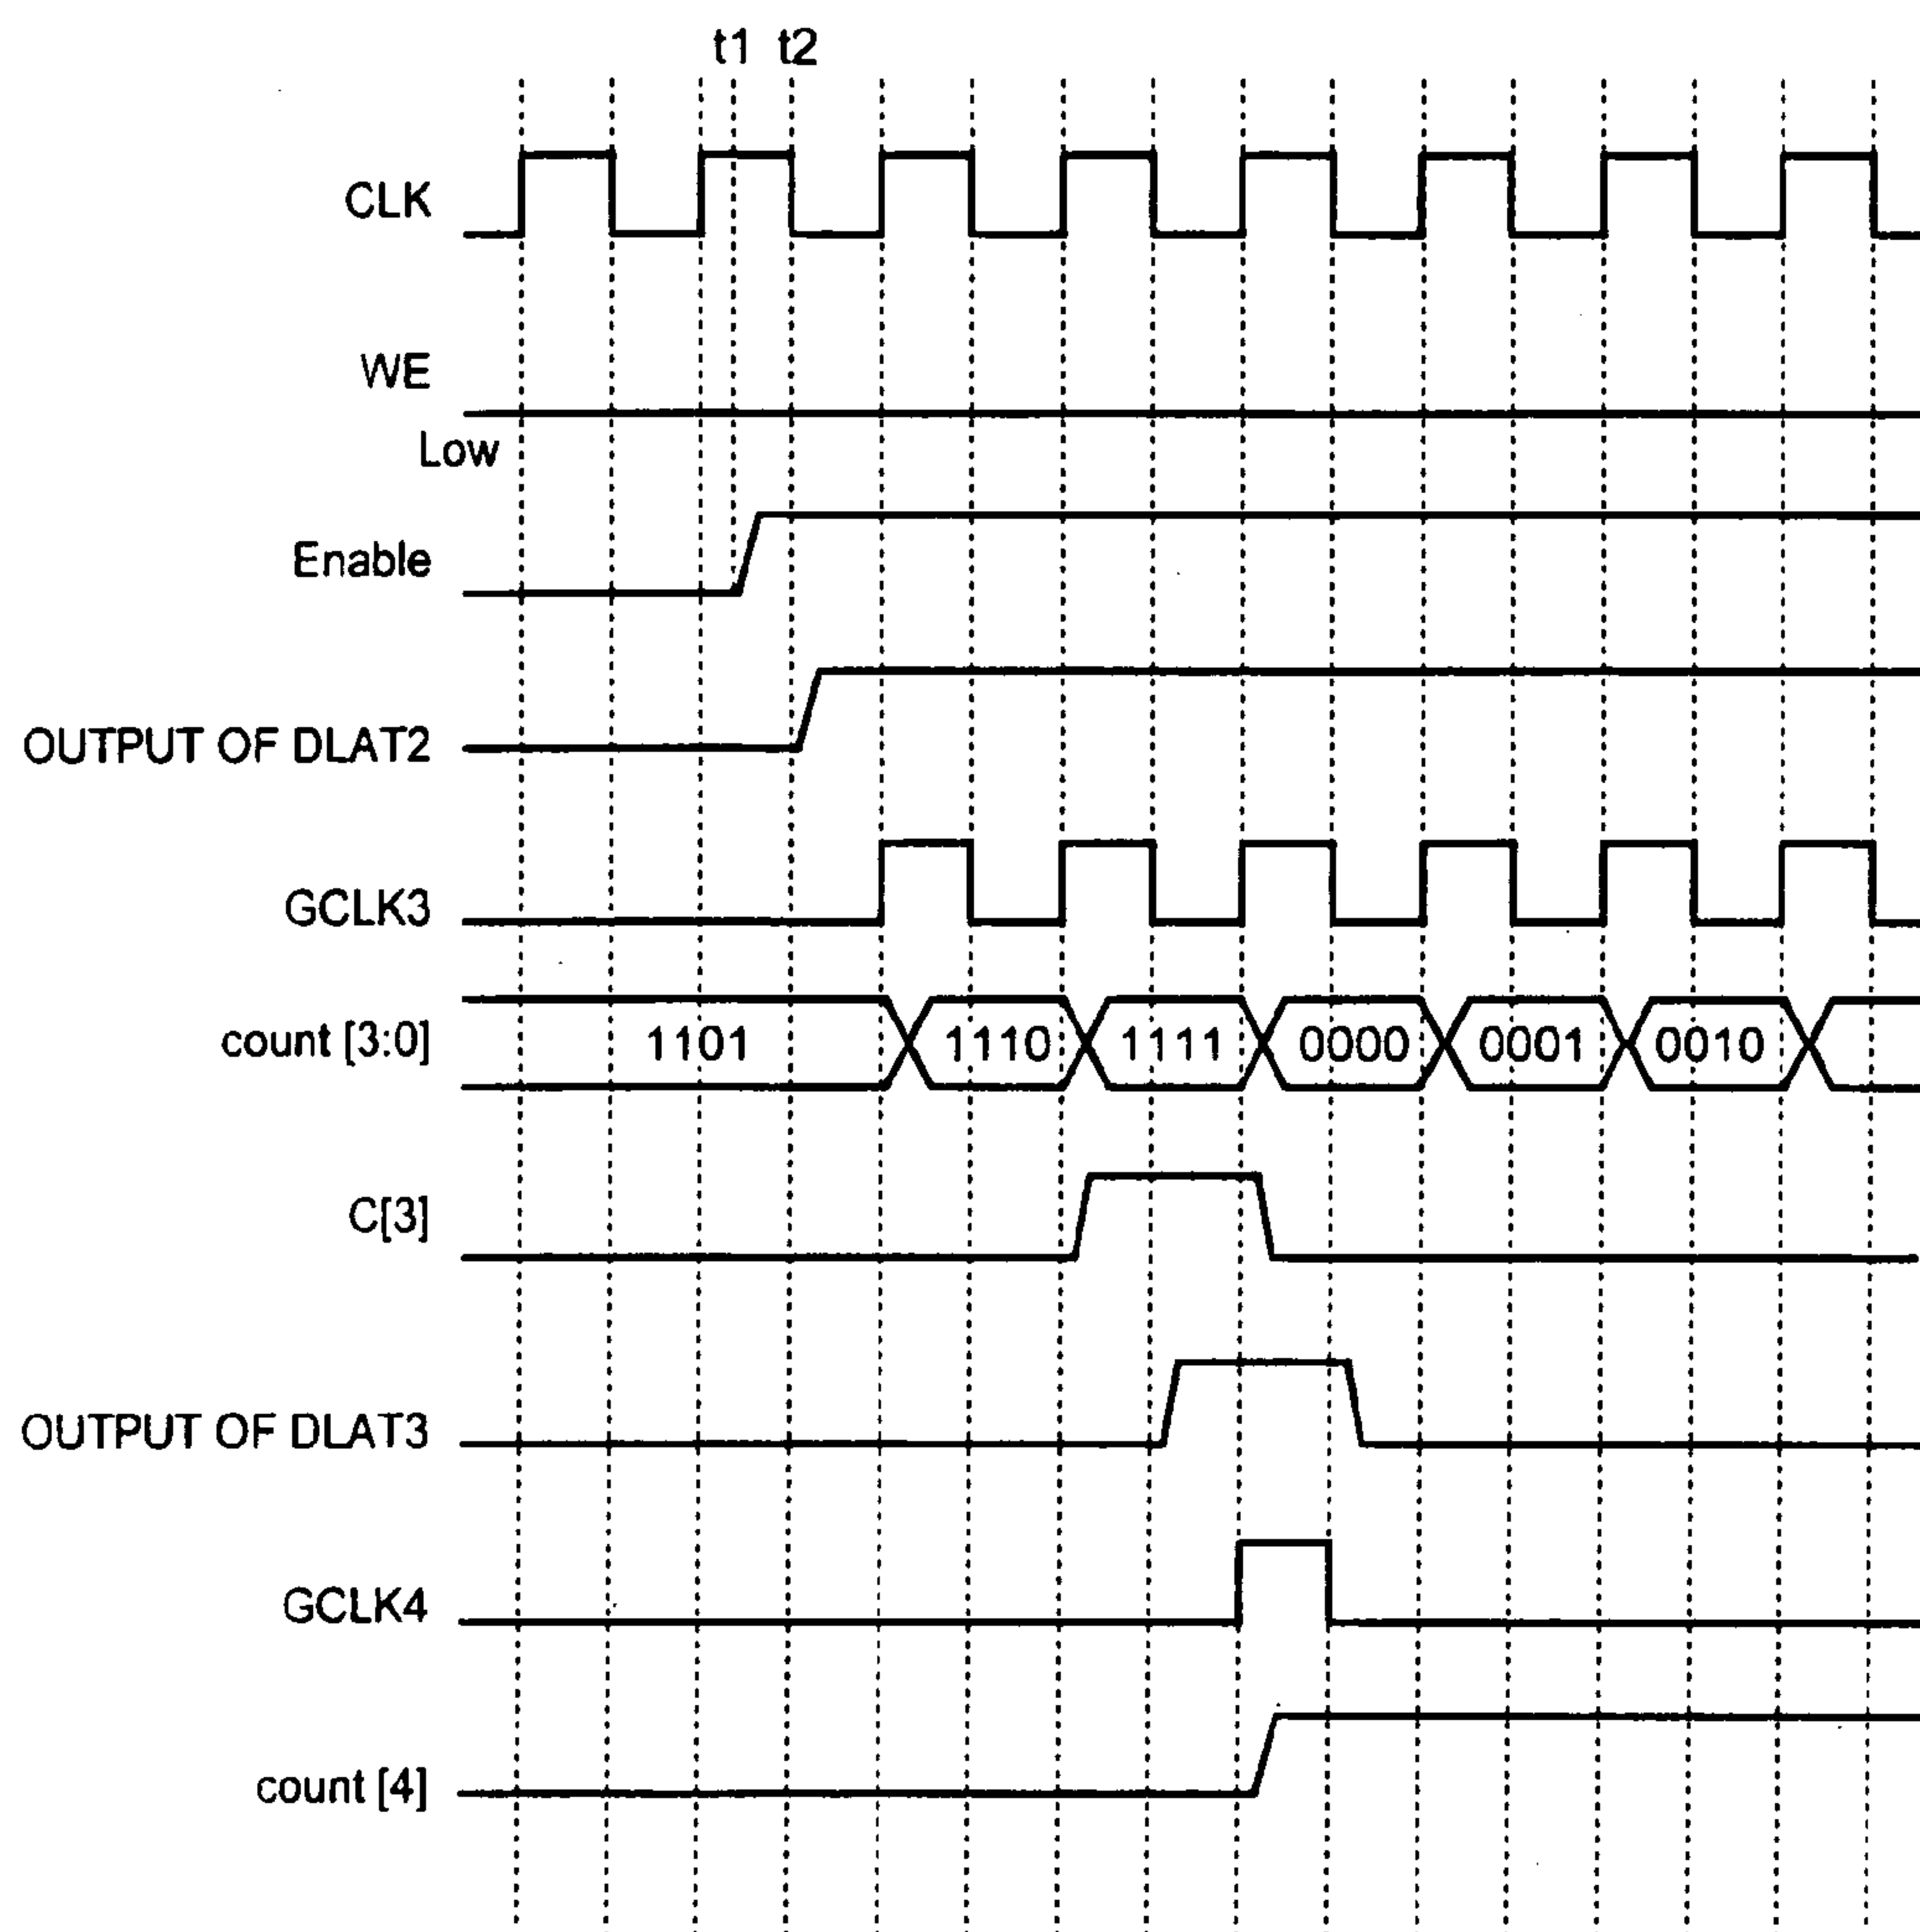 t1 t2
CLK
WE
Low
Enable
OUTPUT OF DLAT2
GCLK3
count [3:0] 1101 1110 1111 0000 0001 0010
C[3]
OUTPUT OF DLAT3
GCLK4
count [4]